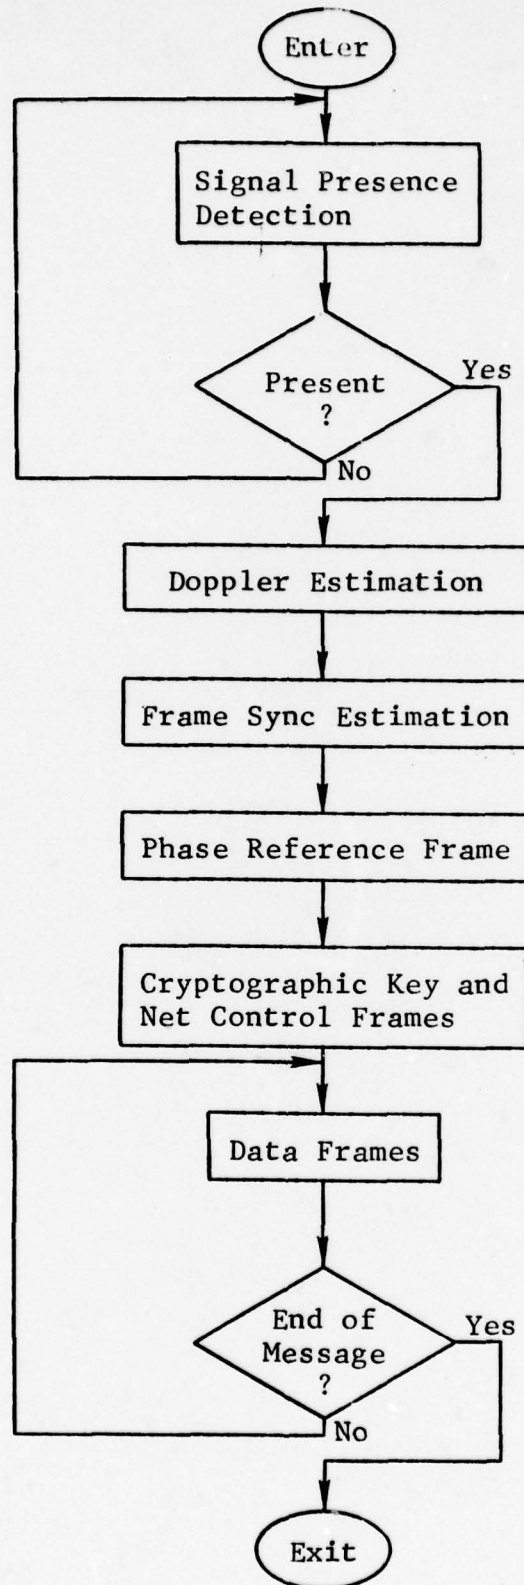 Enter
Signal Presence
Detection
Present
?
Yes
No
Doppler Estimation
Frame Sync Estimation
Phase Reference Frame
Cryptographic Key and
Net Control Frames
Data Frames
End of
Message
?
Yes
No
Exit